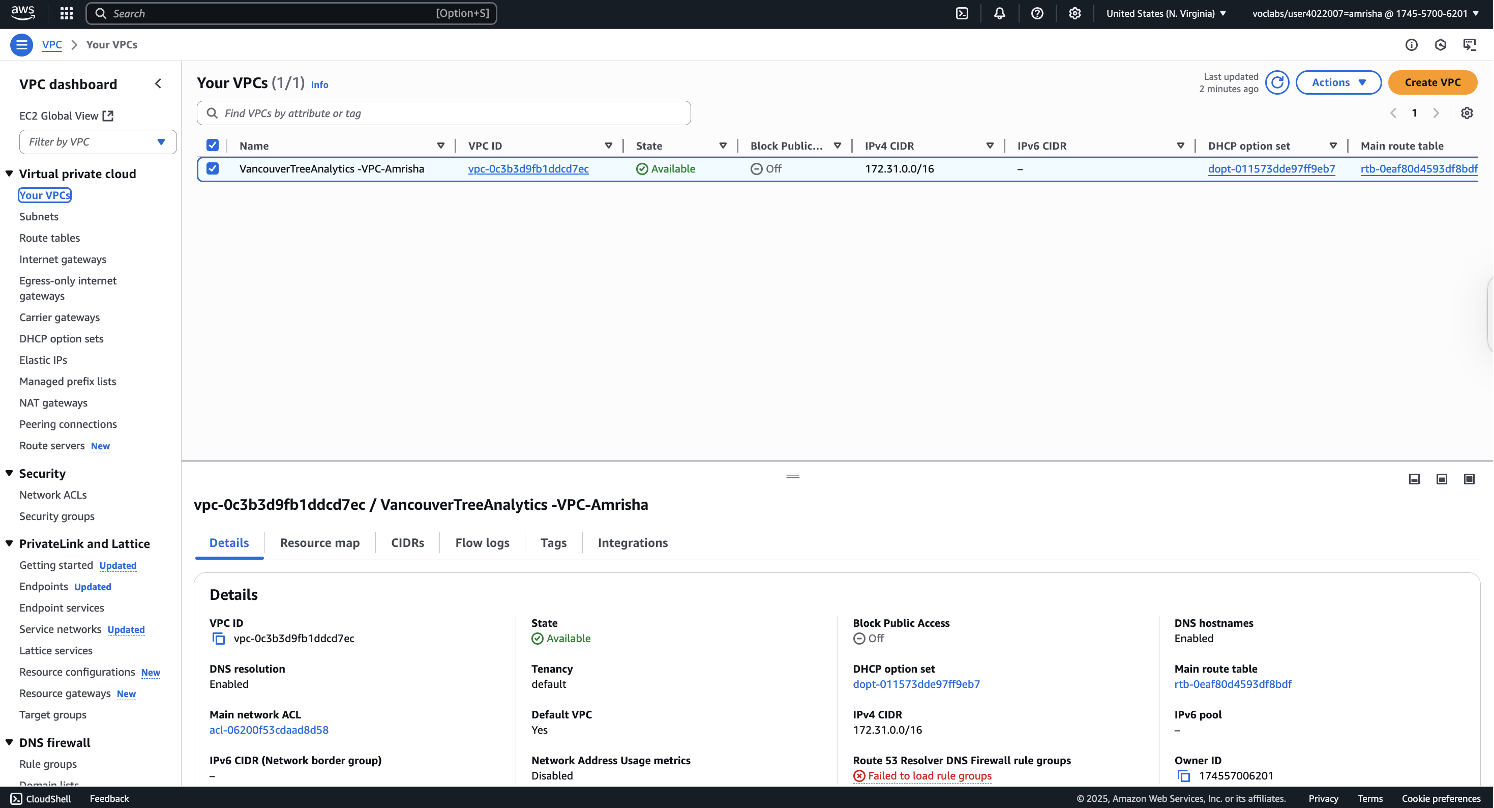 aws Search [Option+S] United States (N. Virginia) voclabs/user4022007=amrisha @ 1745-5700-6201
VPC Your VPCs
VPC dashboard
EC2 Global View
Filter by VPC
Virtual private cloud
Your VPCs
Subnets
Route tables
Internet gateways
Egress-only internet
gateways
Carrier gateways
DHCP option sets
Elastic IPs
Managed prefix lists
NAT gateways
Peering connections
Route servers New
Security
Network ACLs
Security groups
PrivateLink and Lattice
Getting started Updated
Endpoints Updated
Endpoint services
Service networks Updated
Lattice services
Resource configurations New
Resource gateways New
Target groups
DNS firewall
Rule groups
Domain lists
Your VPCs (1/1) Info
Last updated
2 minutes ago
Actions
Create VPC
Find VPCs by attribute or tag
1
Name VPC ID State Block Public... IPv4 CIDR IPv6 CIDR DHCP option set Main route table
VancouverTreeAnalytics -VPC-Amrisha vpc-0c3b3d9fb1ddcd7ec Available Off 172.31.0.0/16 – dopt-011573dde97ff9eb7 rtb-0eaf80d4593df8bdf
vpc-0c3b3d9fb1ddcd7ec / VancouverTreeAnalytics -VPC-Amrisha
Details Resource map CIDRs Flow logs Tags Integrations
Details
VPC ID State Block Public Access DNS hostnames
vpc-0c3b3d9fb1ddcd7ec Available Off Enabled
DNS resolution Tenancy DHCP option set Main route table
Enabled default dopt-011573dde97ff9eb7 rtb-0eaf80d4593df8bdf
Main network ACL Default VPC IPv4 CIDR IPv6 pool
acl-06200f53cdaad8d58 Yes 172.31.0.0/16 –
IPv6 CIDR (Network border group) Network Address Usage metrics Route 53 Resolver DNS Firewall rule groups Owner ID
– Disabled Failed to load rule groups 174557006201
CloudShell Feedback © 2025, Amazon Web Services, Inc. or its affiliates. Privacy Terms Cookie preferences